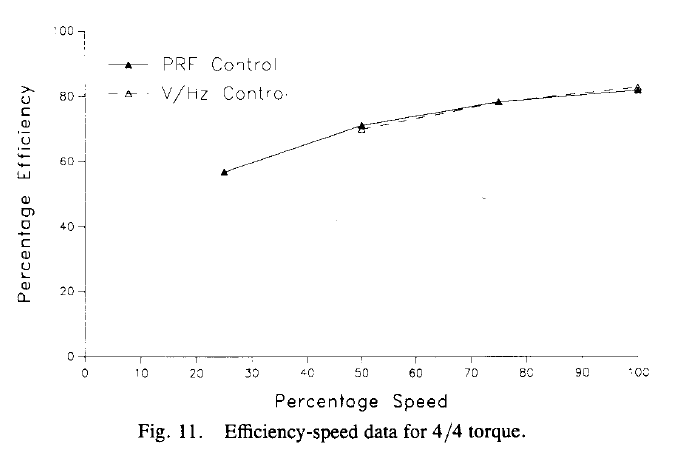 100
PRF Control
V/Hz Control
80
60
40
20
0
Percentage Efficiency
0 10 20 30 40 50 60 70 80 90 100
Percentage Speed
Fig. 11. Efficiency-speed data for 4/4 torque.